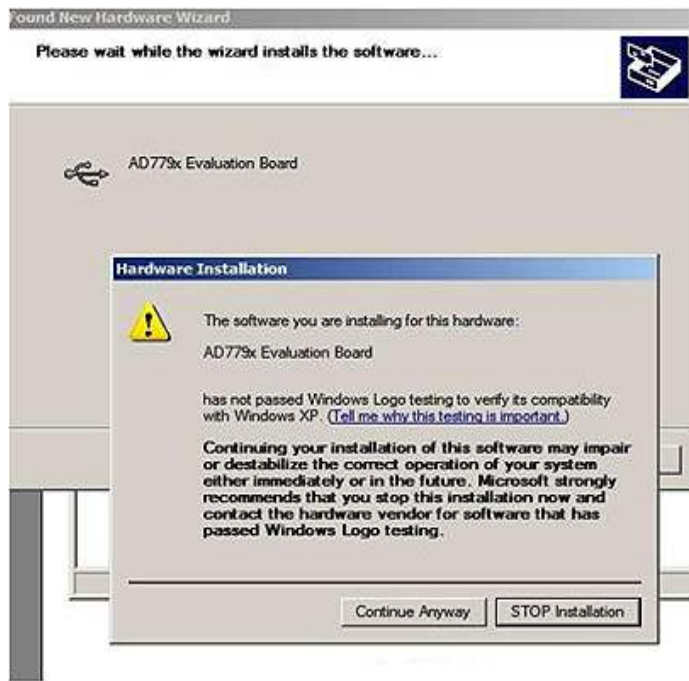 Found New Hardware Wizard
Please wait while the wizard installs the software...
AD779x Evaluation Board
Hardware Installation
The software you are installing for this hardware:
AD779x Evaluation Board
has not passed Windows Logo testing to verify its compatibility
with Windows XP. (Tell me why this testing is important.)
Continuing your installation of this software may impair
or destabilize the correct operation of your system
either immediately or in the future. Microsoft strongly
recommends that you stop this installation now and
contact the hardware vendor for software that has
passed Windows Logo testing.
Continue Anyway
STOP Installation